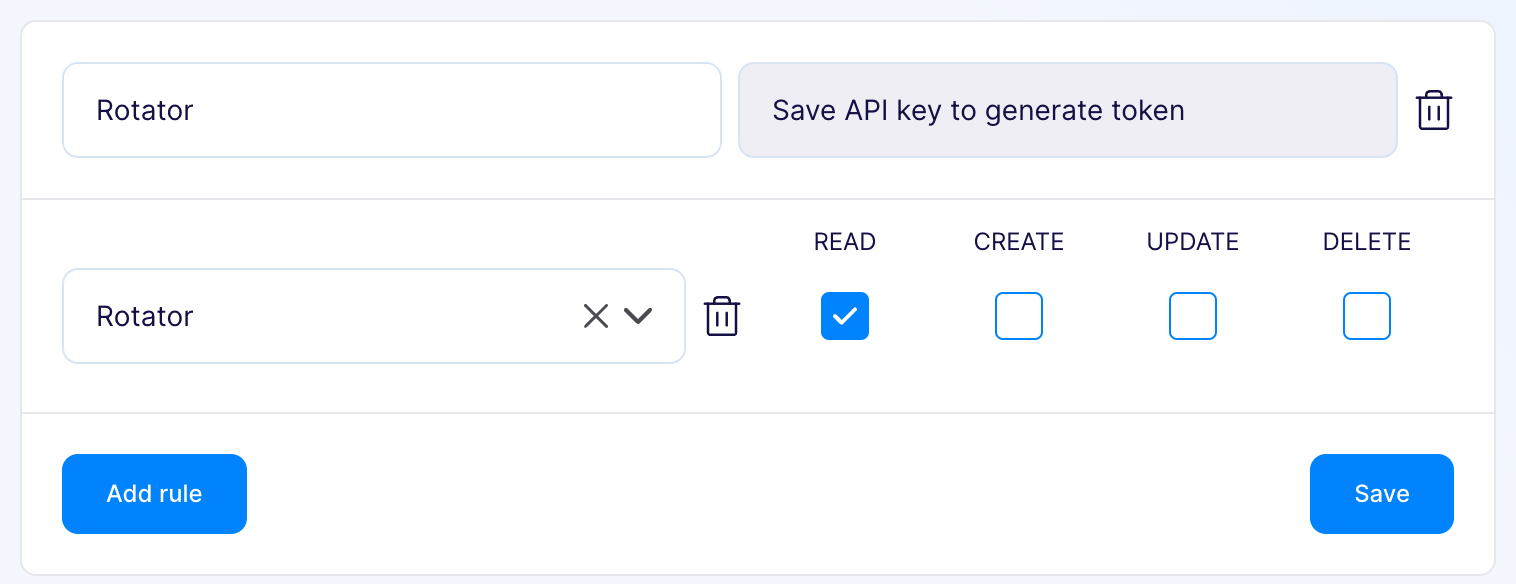 Rotator
Save API key to generate token
READ
CREATE
UPDATE
DELETE
Rotator
Add rule
Save